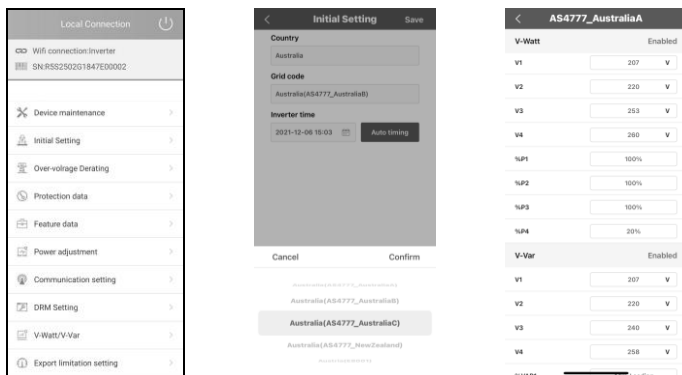 Local Connection
Wifi connection:Inverter
SN:R5S2502G1847E00002
Device maintenance
Initial Setting
Over-volrage Derating
Protection data
Feature data
Power adjustment
Communication setting
DRM Setting
V-Watt/V-Var
Export limitation setting
Initial Setting Save
Country
Australia
Grid code
Australia(AS4777_AustraliaB)
Inverter time
2021-12-06 15:03 Auto timing
Cancel Confirm
Australia(AS4777_AustraliaB)
Australia(AS4777_AustraliaC)
Australia(AS4777_NewZealand)
AS4777_AustraliaA
V-Watt Enabled
V1 207 V
V2 220 V
V3 253 V
V4 260 V
%P1 100%
%P2 100%
%P3 100%
%P4 20%
V-Var Enabled
V1 207 V
V2 220 V
V3 240 V
V4 258 V